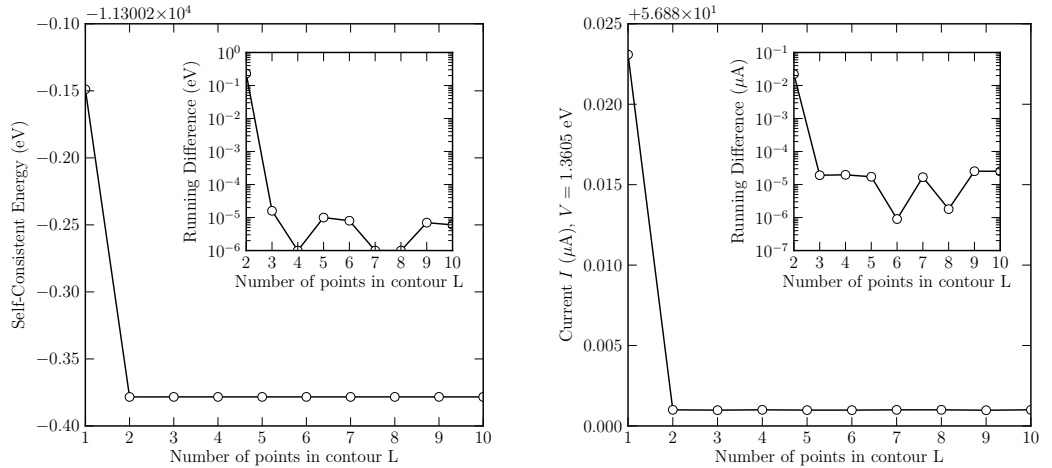 −1.13002×10⁴
−0.10
−0.15
−0.20
−0.25
−0.30
−0.35
−0.40
Self-Consistent Energy (eV)
1 2 3 4 5 6 7 8 9 10
Number of points in contour L
10⁰
10⁻¹
10⁻²
10⁻³
10⁻⁴
10⁻⁵
10⁻⁶
Running Difference (eV)
2 3 4 5 6 7 8 9 10
Number of points in contour L
+5.688×10¹
0.025
0.020
0.015
0.010
0.005
0.000
Current I (μA), V = 1.3605 eV
1 2 3 4 5 6 7 8 9 10
Number of points in contour L
10⁻¹
10⁻²
10⁻³
10⁻⁴
10⁻⁵
10⁻⁶
10⁻⁷
Running Difference (μA)
2 3 4 5 6 7 8 9 10
Number of points in contour L